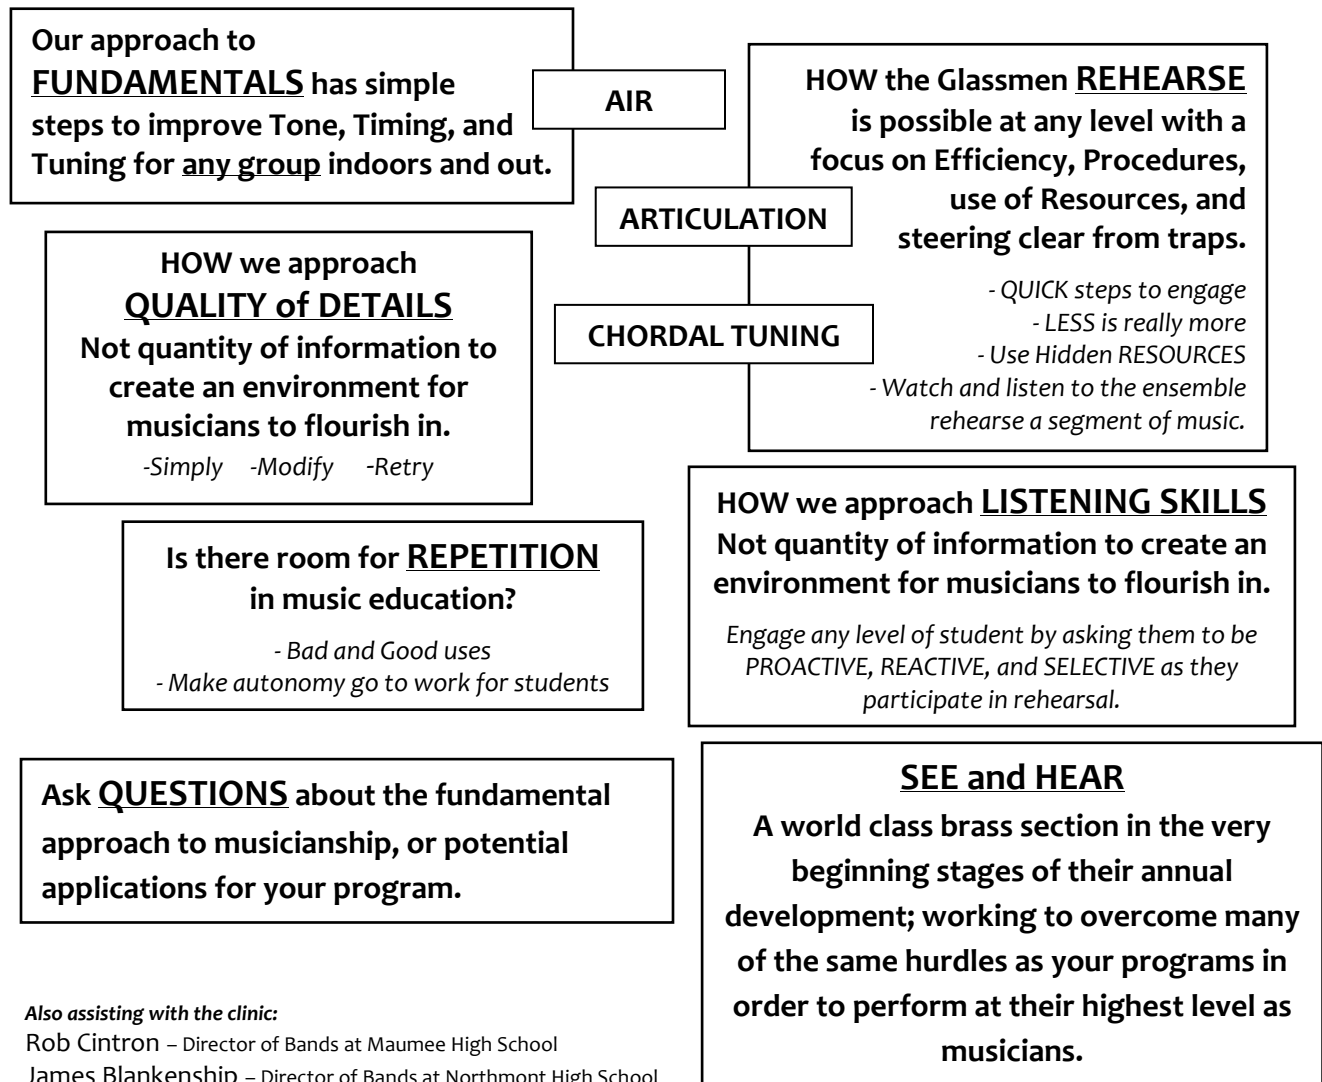 Our approach to
FUNDAMENTALS has simple
steps to improve Tone, Timing, and
Tuning for any group indoors and out.
AIR
ARTICULATION
CHORDAL TUNING
HOW the Glassmen REHEARSE
is possible at any level with a
focus on Efficiency, Procedures,
use of Resources, and
steering clear from traps.
- QUICK steps to engage
- LESS is really more
- Use Hidden RESOURCES
- Watch and listen to the ensemble
rehearse a segment of music.
HOW we approach
QUALITY of DETAILS
Not quantity of information to
create an environment for
musicians to flourish in.
-Simply -Modify -Retry
HOW we approach LISTENING SKILLS
Not quantity of information to create an
environment for musicians to flourish in.
Engage any level of student by asking them to be
PROACTIVE, REACTIVE, and SELECTIVE as they
participate in rehearsal.
Is there room for REPETITION
in music education?
- Bad and Good uses
- Make autonomy go to work for students
Ask QUESTIONS about the fundamental
approach to musicianship, or potential
applications for your program.
SEE and HEAR
A world class brass section in the very
beginning stages of their annual
development; working to overcome many
of the same hurdles as your programs in
order to perform at their highest level as
musicians.
Also assisting with the clinic:
Rob Cintron – Director of Bands at Maumee High School
James Blankenship – Director of Bands at Northmont High School